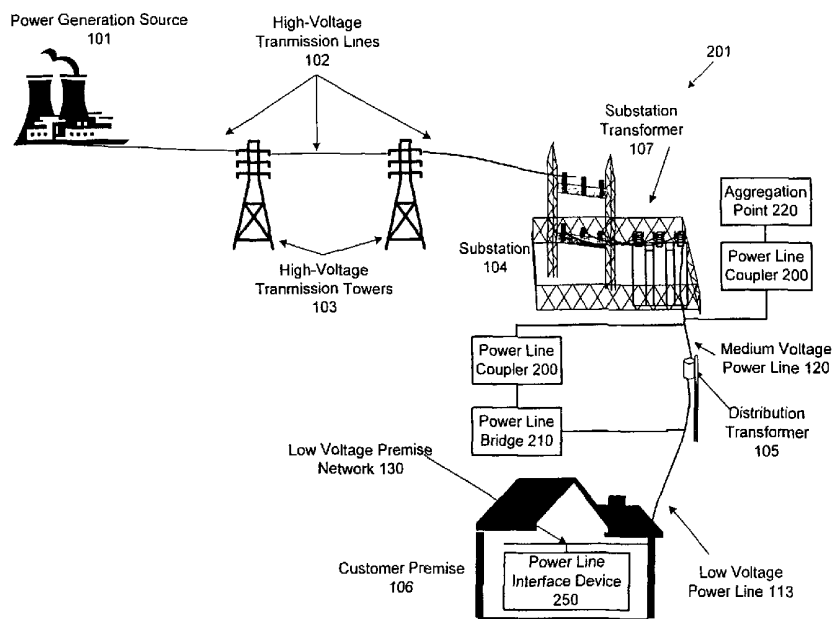 Power Generation Source
101
High-Voltage
Tranmission Lines
102
201
Substation
Transformer
107
Aggregation
Point 220
Substation
104
Power Line
Coupler 200
High-Voltage
Tranmission Towers
103
Power Line
Coupler 200
Medium Voltage
Power Line 120
Power Line
Bridge 210
Distribution
Transformer
105
Low Voltage Premise
Network 130
Customer Premise
106
Power Line
Interface Device
250
Low Voltage
Power Line 113